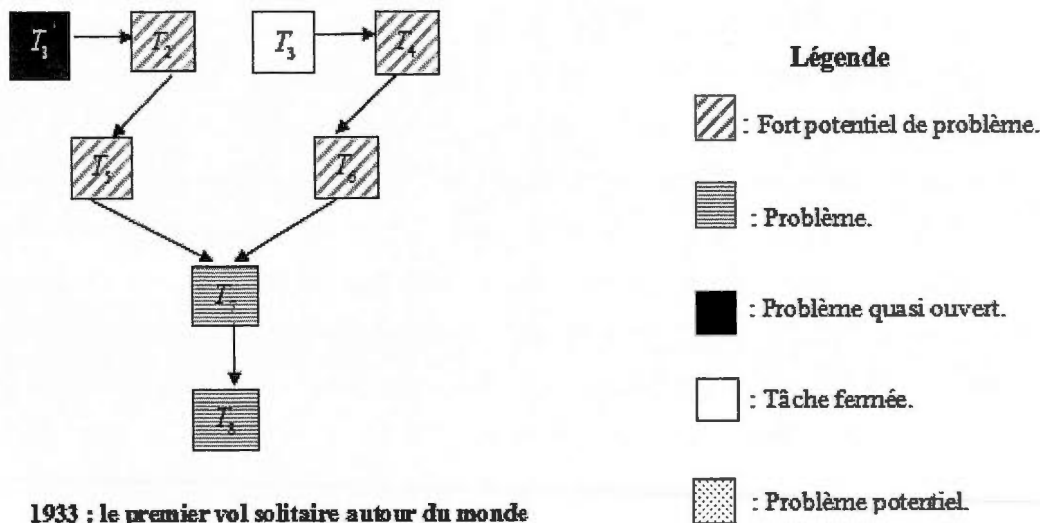 T₁
T₂
T₃
T₄
T₅
T₆
T₇
T₈
Légende
: Fort potentiel de problème.
: Problème.
: Problème quasi ouvert.
: Tâche fermée.
: Problème potentiel.
1933 : le premier vol solitaire autour du monde